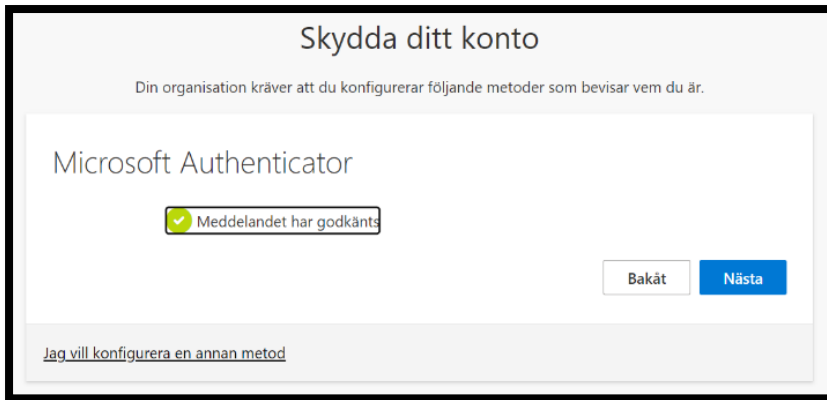 Skydda ditt konto
Din organisation kräver att du konfigurerar följande metoder som bevisar vem du är.
Microsoft Authenticator
Meddelandet har godkänts
Bakåt
Nästa
Jag vill konfigurera en annan metod